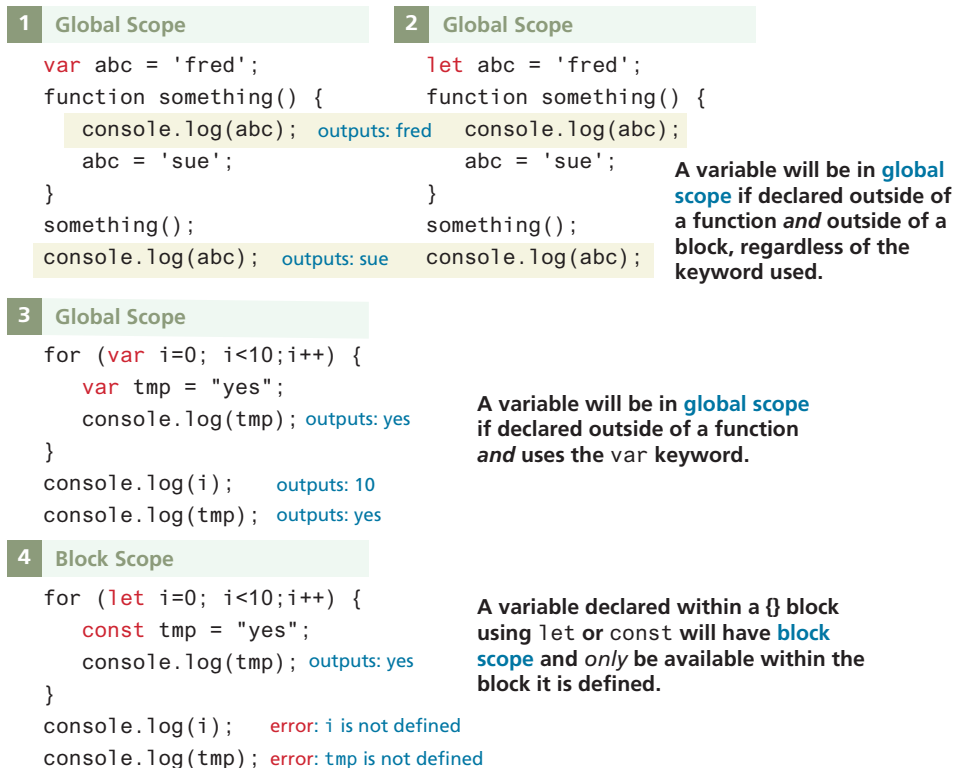 1 Global Scope
var abc = 'fred';
function something() {
console.log(abc); outputs: fred
abc = 'sue';
}
something();
console.log(abc); outputs: sue
2 Global Scope
let abc = 'fred';
function something() {
console.log(abc);
abc = 'sue';
}
something();
console.log(abc);
A variable will be in global
scope if declared outside of
a function and outside of a
block, regardless of the
keyword used.
3 Global Scope
for (var i=0; i<10;i++) {
var tmp = "yes";
console.log(tmp); outputs: yes
}
console.log(i); outputs: 10
console.log(tmp); outputs: yes
A variable will be in global scope
if declared outside of a function
and uses the var keyword.
4 Block Scope
for (let i=0; i<10;i++) {
const tmp = "yes";
console.log(tmp); outputs: yes
}
console.log(i); error: i is not defined
console.log(tmp); error: tmp is not defined
A variable declared within a {} block
using let or const will have block
scope and only be available within the
block it is defined.